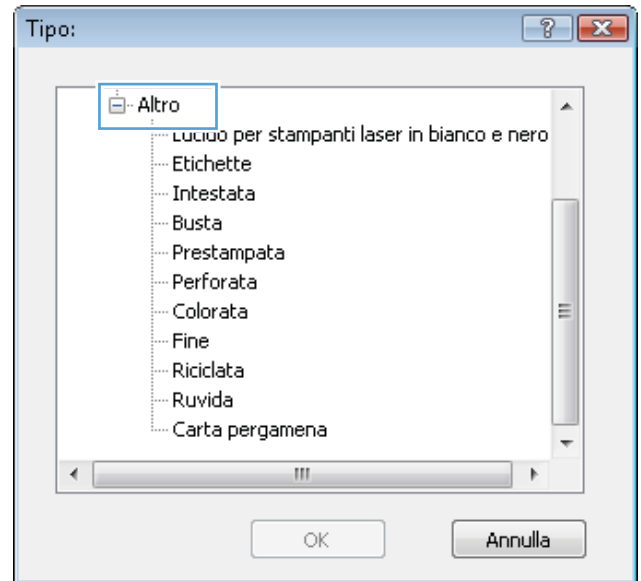 Tipo:
Altro
Lucido per stampanti laser in bianco e nero
Etichette
Intestata
Busta
Prestampata
Perforata
Colorata
Fine
Riciclata
Ruvida
Carta pergamena
OK
Annulla